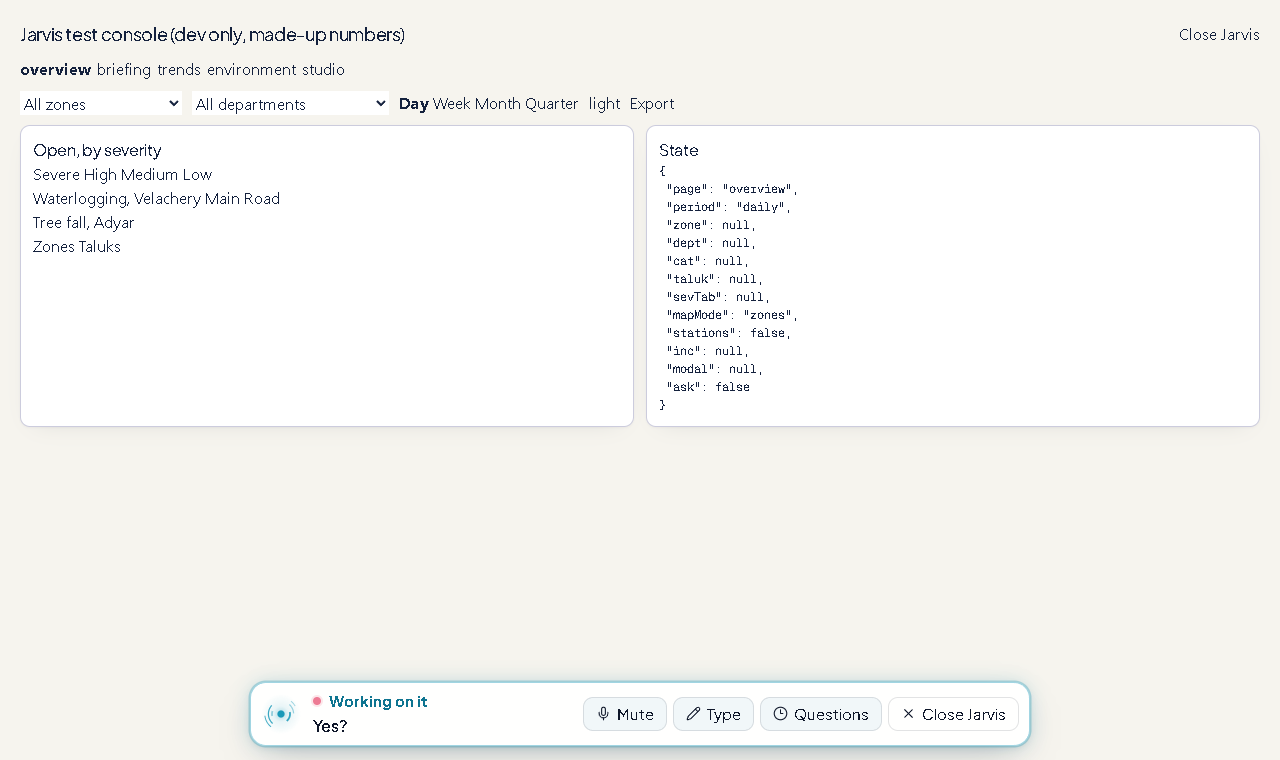 Jarvis test console (dev only, made-up numbers)
Close Jarvis
overview briefing trends environment studio
All zones All departments Day Week Month Quarter light Export
Open, by severity
Severe High Medium Low
Waterlogging, Velachery Main Road
Tree fall, Adyar
Zones Taluks
State
{
"page": "overview",
"period": "daily",
"zone": null,
"dept": null,
"cat": null,
"taluk": null,
"sevTab": null,
"mapMode": "zones",
"stations": false,
"inc": null,
"modal": null,
"ask": false
}
Working on it
Yes?
Mute Type Questions Close Jarvis